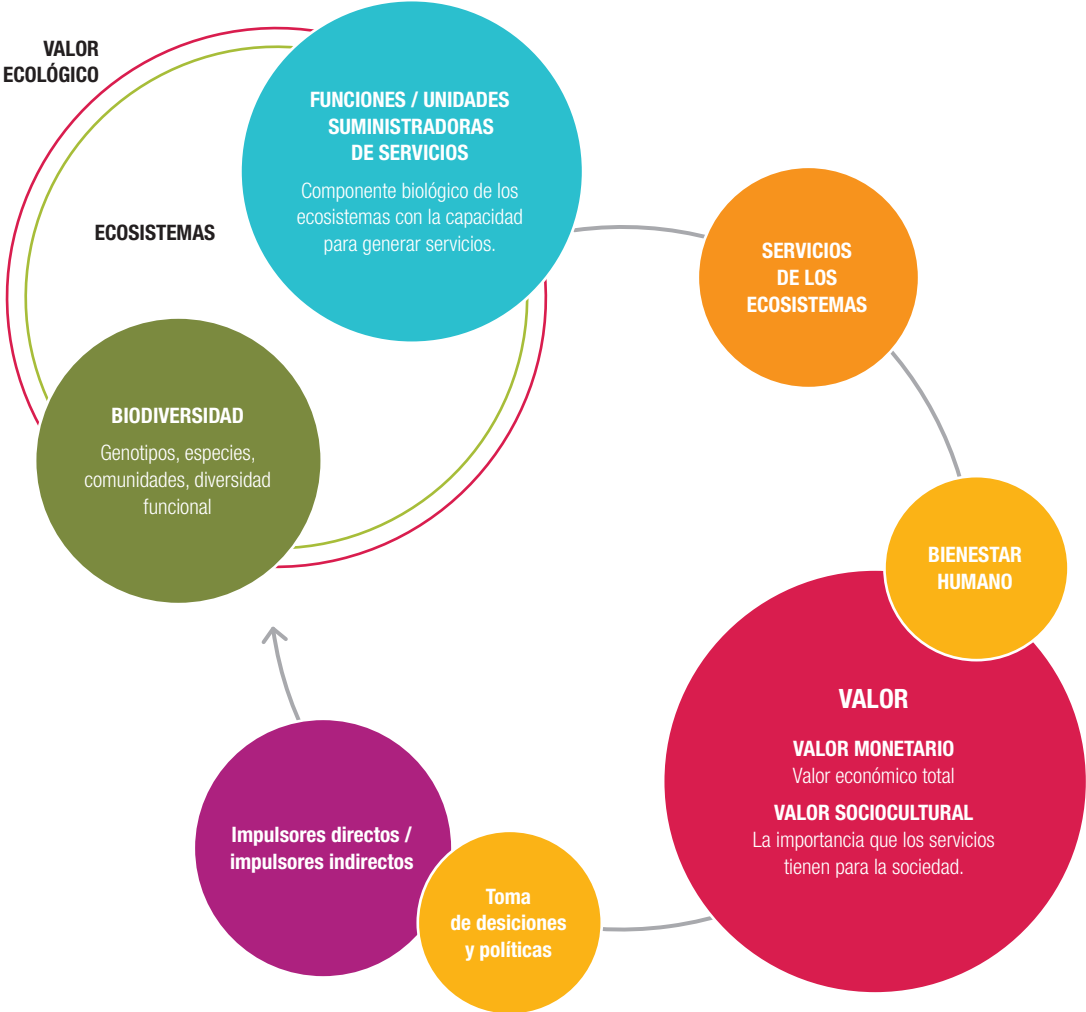 VALOR
ECOLÓGICO
FUNCIONES / UNIDADES
SUMINISTRADORAS
DE SERVICIOS
Componente biológico de los
ecosistemas con la capacidad
para generar servicios.
ECOSISTEMAS
SERVICIOS
DE LOS
ECOSISTEMAS
BIODIVERSIDAD
Genotipos, especies,
comunidades, diversidad
funcional
BIENESTAR
HUMANO
VALOR
VALOR MONETARIO
Valor económico total
VALOR SOCIOCULTURAL
La importancia que los servicios
tienen para la sociedad.
Impulsores directos /
impulsores indirectos
Toma
de desiciones
y políticas